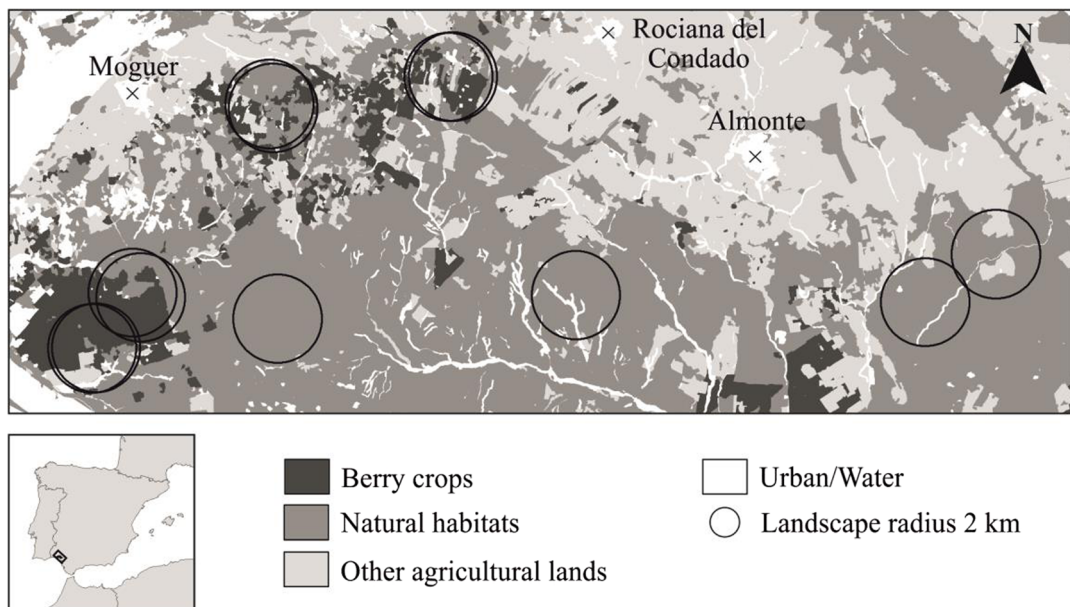 Moguer
Rociana del
Condado
N
Almonte
Berry crops
Natural habitats
Other agricultural lands
Urban/Water
Landscape radius 2 km